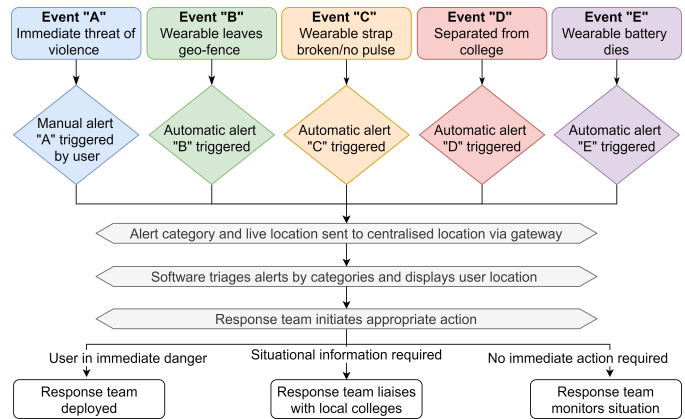 Event "A"
Immediate threat of
violence
Event "B"
Wearable leaves
geo-fence
Event "C"
Wearable strap
broken/no pulse
Event "D"
Separated from
college
Event "E"
Wearable battery
dies
Manual alert
"A" triggered
by user
Automatic alert
"B" triggered
Automatic alert
"C" triggered
Automatic alert
"D" triggered
Automatic alert
"E" triggered
Alert category and live location sent to centralised location via gateway
Software triages alerts by categories and displays user location
Response team initiates appropriate action
User in immediate danger
Situational information required
No immediate action required
Response team
deployed
Response team liaises
with local colleges
Response team
monitors situation